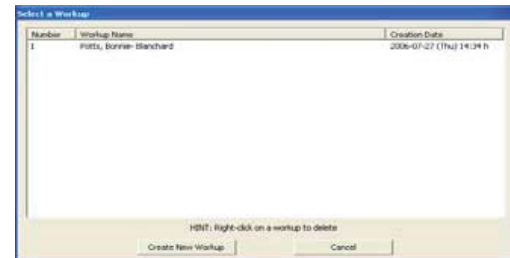 Select a Workup
Number Workup Name Creation Date
1 Potts, Bonnie- Blanchard 2006-07-27 (Thu) 14:34 h
HINT: Right-click on a workup to delete
Create New Workup Cancel